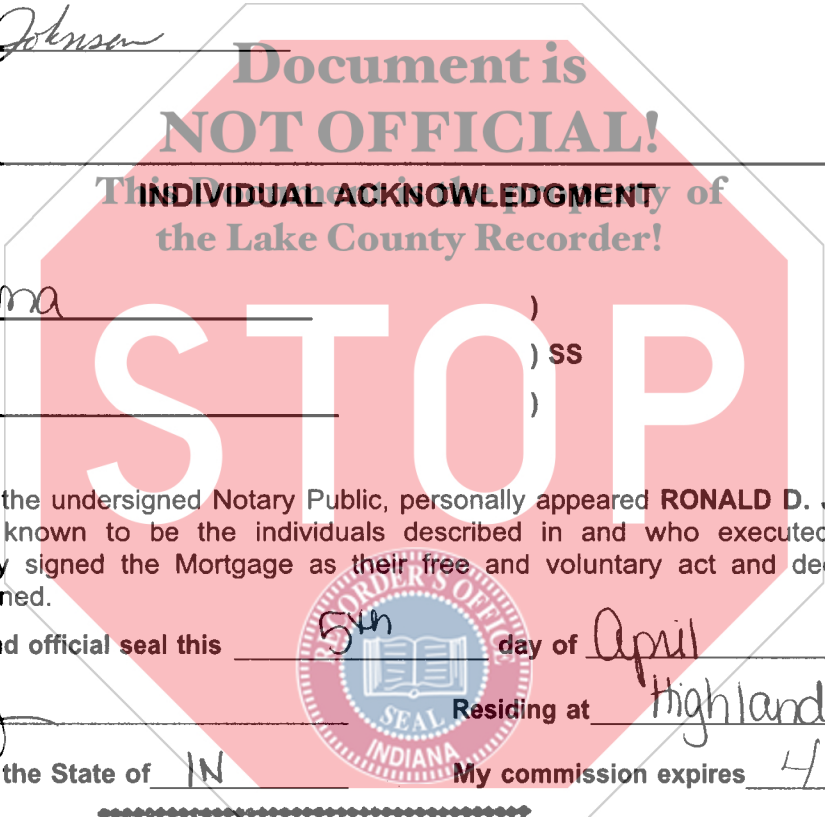 Johnson
Document is
NOT OFFICIAL!
INDIVIDUAL ACKNOWLEDGMENT
This Document is the property of
the Lake County Recorder!
na )
) SS
)
STOP
the undersigned Notary Public, personally appeared RONALD D. J
known to be the individuals described in and who executed
y signed the Mortgage as their free and voluntary act and dee
ned.
RECORDER'S OFFICE
d official seal this 5th day of April
SEAL
Residing at Highland
INDIANA
the State of IN My commission expires 4